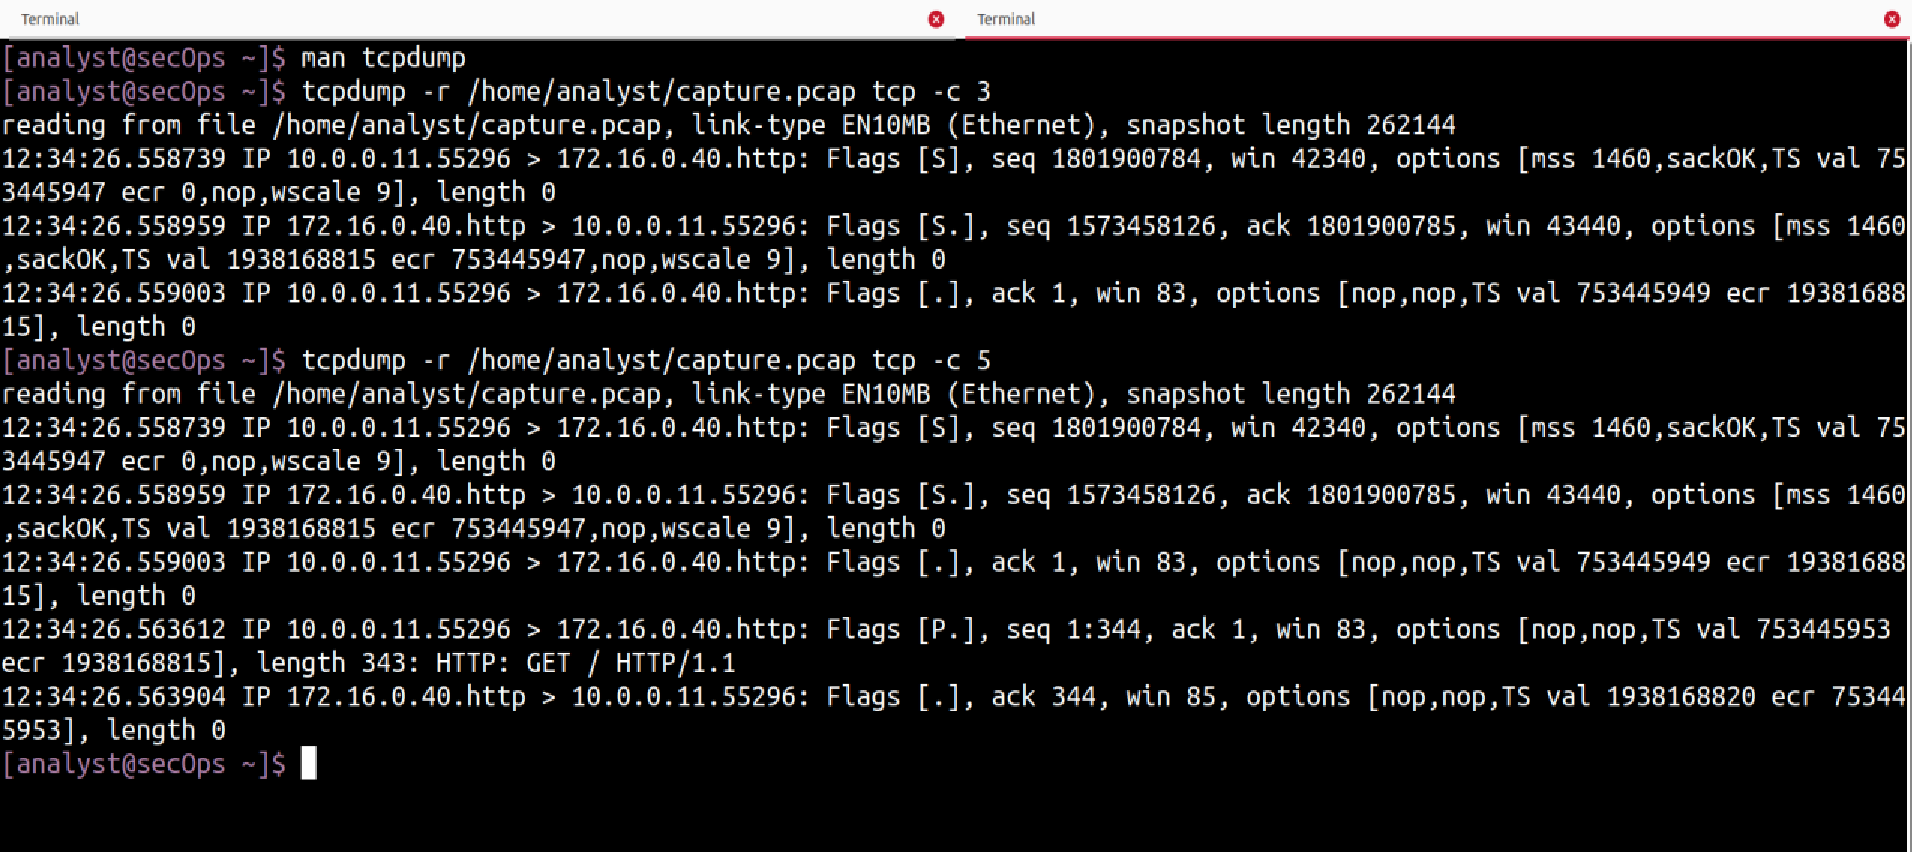 Terminal
Terminal
[analyst@secOps ~]$ man tcpdump
[analyst@secOps ~]$ tcpdump -r /home/analyst/capture.pcap tcp -c 3
reading from file /home/analyst/capture.pcap, link-type EN10MB (Ethernet), snapshot length 262144
12:34:26.558739 IP 10.0.0.11.55296 > 172.16.0.40.http: Flags [S], seq 1801900784, win 42340, options [mss 1460,sackOK,TS val 75
3445947 ecr 0,nop,wscale 9], length 0
12:34:26.558959 IP 172.16.0.40.http > 10.0.0.11.55296: Flags [S.], seq 1573458126, ack 1801900785, win 43440, options [mss 1460
,sackOK,TS val 1938168815 ecr 753445947,nop,wscale 9], length 0
12:34:26.559003 IP 10.0.0.11.55296 > 172.16.0.40.http: Flags [.], ack 1, win 83, options [nop,nop,TS val 753445949 ecr 19381688
15], length 0
[analyst@secOps ~]$ tcpdump -r /home/analyst/capture.pcap tcp -c 5
reading from file /home/analyst/capture.pcap, link-type EN10MB (Ethernet), snapshot length 262144
12:34:26.558739 IP 10.0.0.11.55296 > 172.16.0.40.http: Flags [S], seq 1801900784, win 42340, options [mss 1460,sackOK,TS val 75
3445947 ecr 0,nop,wscale 9], length 0
12:34:26.558959 IP 172.16.0.40.http > 10.0.0.11.55296: Flags [S.], seq 1573458126, ack 1801900785, win 43440, options [mss 1460
,sackOK,TS val 1938168815 ecr 753445947,nop,wscale 9], length 0
12:34:26.559003 IP 10.0.0.11.55296 > 172.16.0.40.http: Flags [.], ack 1, win 83, options [nop,nop,TS val 753445949 ecr 19381688
15], length 0
12:34:26.563612 IP 10.0.0.11.55296 > 172.16.0.40.http: Flags [P.], seq 1:344, ack 1, win 83, options [nop,nop,TS val 753445953
ecr 1938168815], length 343: HTTP: GET / HTTP/1.1
12:34:26.563904 IP 172.16.0.40.http > 10.0.0.11.55296: Flags [.], ack 344, win 85, options [nop,nop,TS val 1938168820 ecr 75344
5953], length 0
[analyst@secOps ~]$